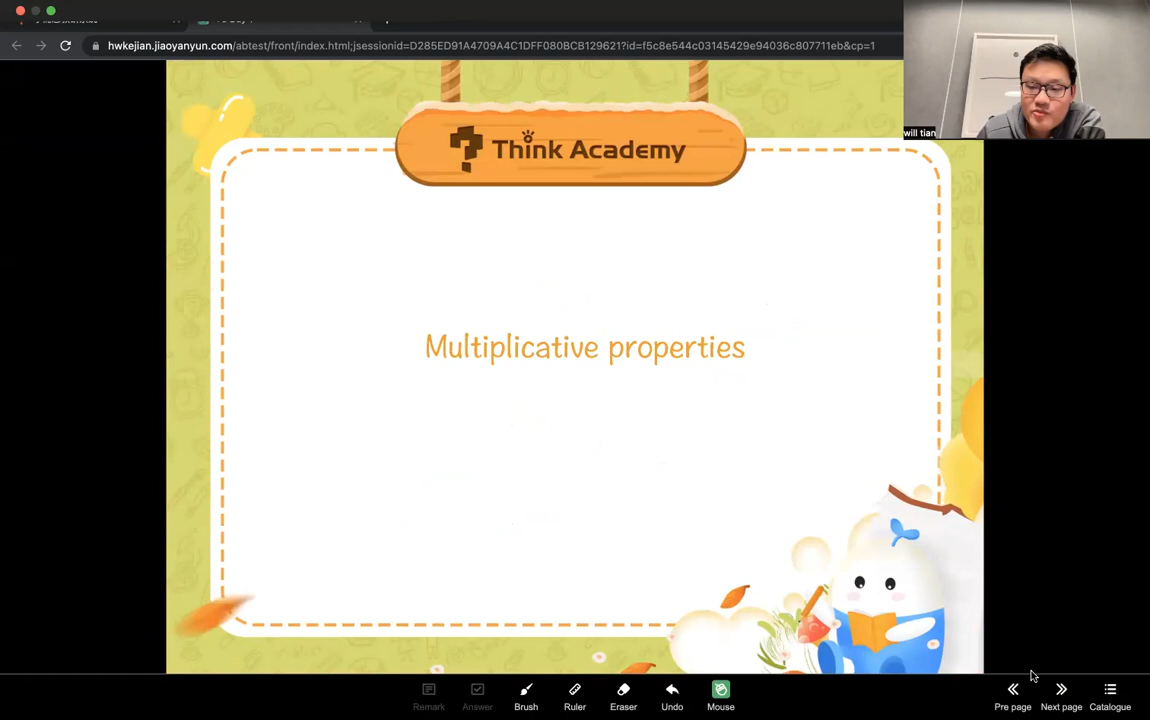 hwkejian.jiaoyanyun.com/abtest/front/index.html;jsessionid=D285ED91A4709A4C1DFF080BCB129621?id=f5c8e544c03145429e94036c807711eb&cp=1
will tian
Think Academy
Multiplicative properties
Remark
Answer
Brush
Ruler
Eraser
Undo
Mouse
Pre page
Next page
Catalogue